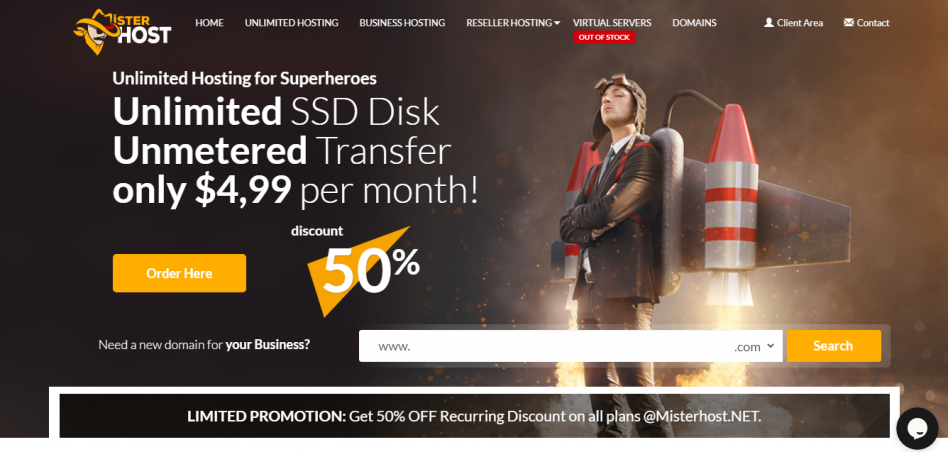 MISTER
HOST
HOME
UNLIMITED HOSTING
BUSINESS HOSTING
RESELLER HOSTING
VIRTUAL SERVERS
OUT OF STOCK
DOMAINS
Client Area
Contact
Unlimited Hosting for Superheroes
Unlimited SSD Disk
Unmetered Transfer
only $4,99 per month!
discount
50%
Order Here
Need a new domain for your Business?
www.
.com
Search
LIMITED PROMOTION: Get 50% OFF Recurring Discount on all plans @Misterhost.NET.